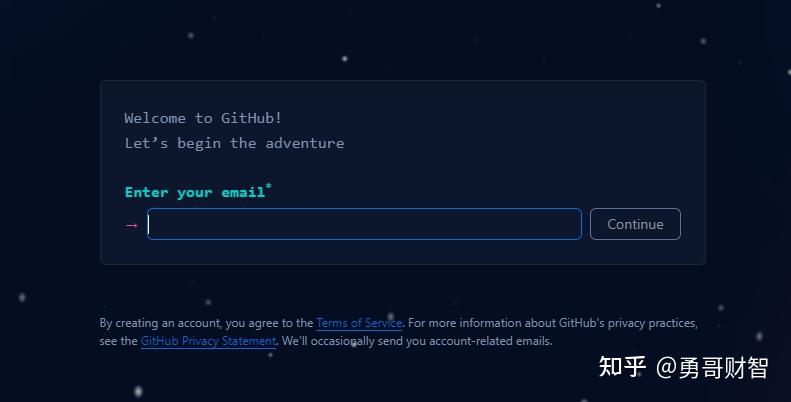 Welcome to GitHub!
Let's begin the adventure
Enter your email*
→
Continue
By creating an account, you agree to the Terms of Service. For more information about GitHub's privacy practices,
see the GitHub Privacy Statement. We'll occasionally send you account-related emails.
知乎 @勇哥财智